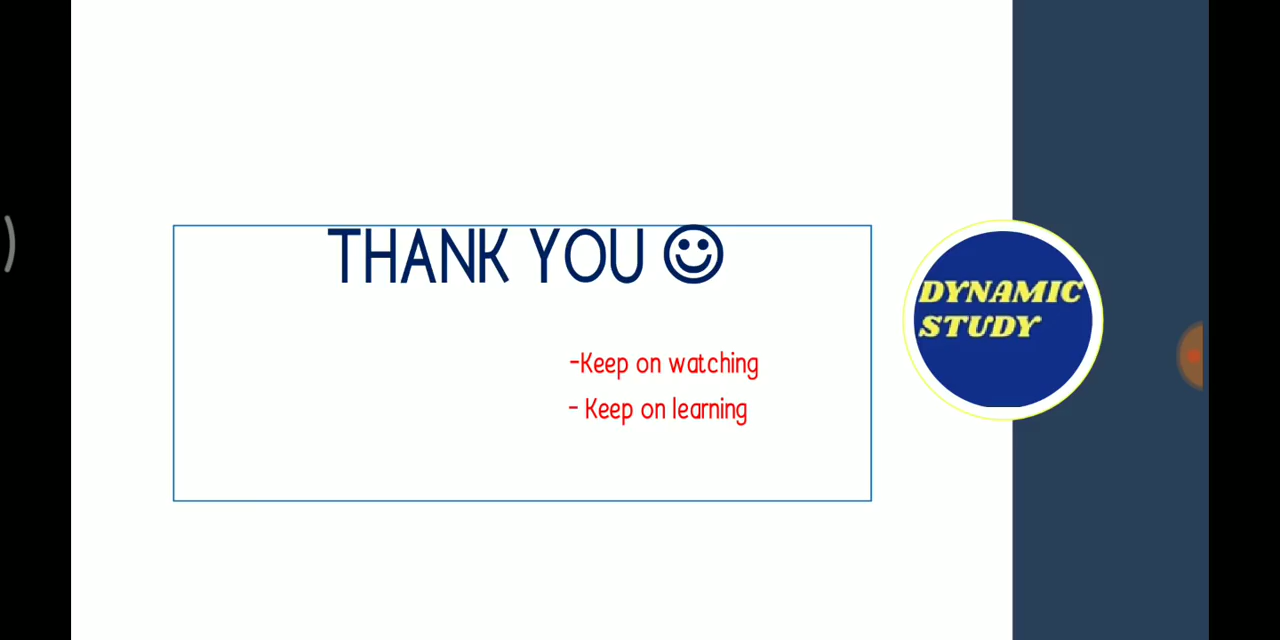 THANK YOU ☺
-Keep on watching
- Keep on learning
DYNAMIC
STUDY